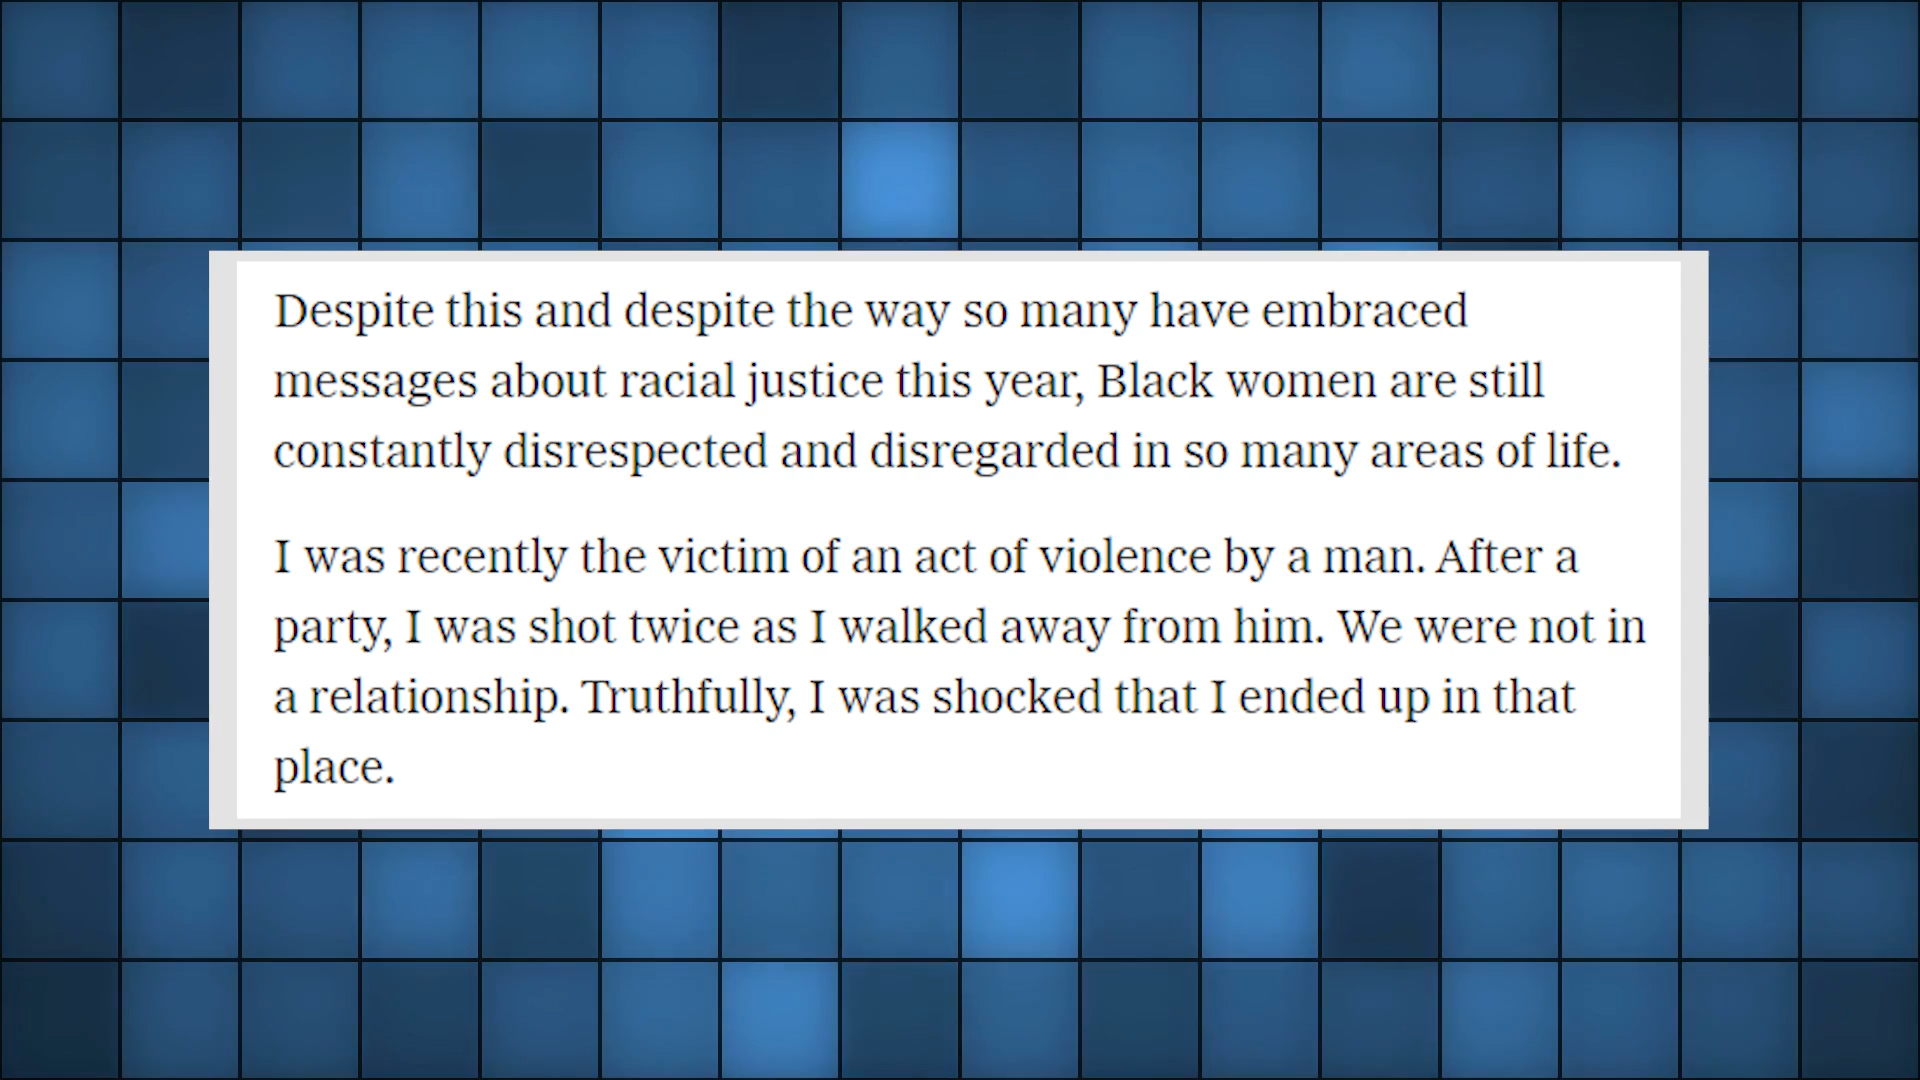 Despite this and despite the way so many have embraced
messages about racial justice this year, Black women are still
constantly disrespected and disregarded in so many areas of life.
I was recently the victim of an act of violence by a man. After a
party, I was shot twice as I walked away from him. We were not in
a relationship. Truthfully, I was shocked that I ended up in that
place.